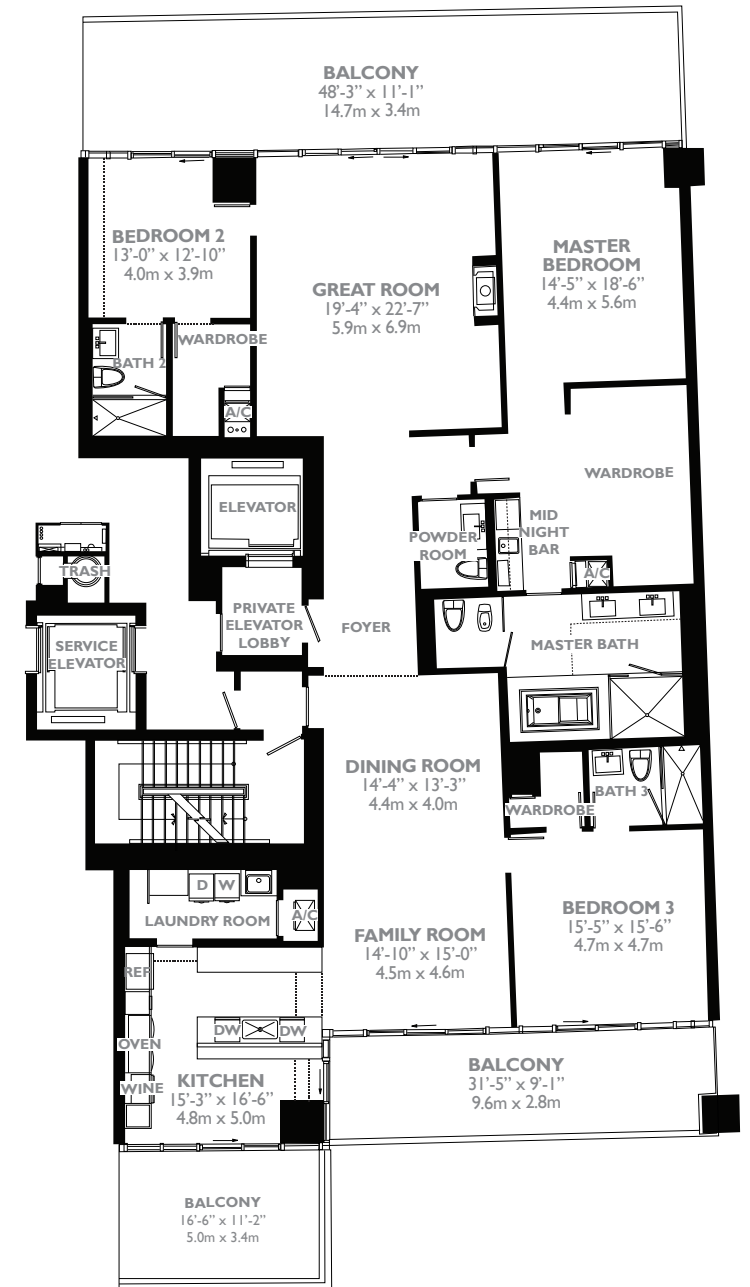 BALCONY
48’-3” x 11’-1”
14.7m x 3.4m
BEDROOM 2
13’-0” x 12’-10”
4.0m x 3.9m
MASTER
BEDROOM
14’-5” x 18’-6”
4.4m x 5.6m
GREAT ROOM
19’-4” x 22’-7”
5.9m x 6.9m
WARDROBE
BATH 2
A/C
WARDROBE
ELEVATOR
MID
NIGHT
BAR
POWDER
ROOM
TRASH
A/C
PRIVATE
ELEVATOR
LOBBY
FOYER
SERVICE
ELEVATOR
MASTER BATH
DINING ROOM
14’-4” x 13’-3”
4.4m x 4.0m
BATH 3
WARDROBE
D W
LAUNDRY ROOM
A/C
BEDROOM 3
15’-5” x 15’-6”
4.7m x 4.7m
FAMILY ROOM
14’-10” x 15’-0”
4.5m x 4.6m
REF
DW DW
OVEN
WINE
KITCHEN
15’-3” x 16’-6”
4.8m x 5.0m
BALCONY
31’-5” x 9’-1”
9.6m x 2.8m
BALCONY
16’-6” x 11’-2”
5.0m x 3.4m